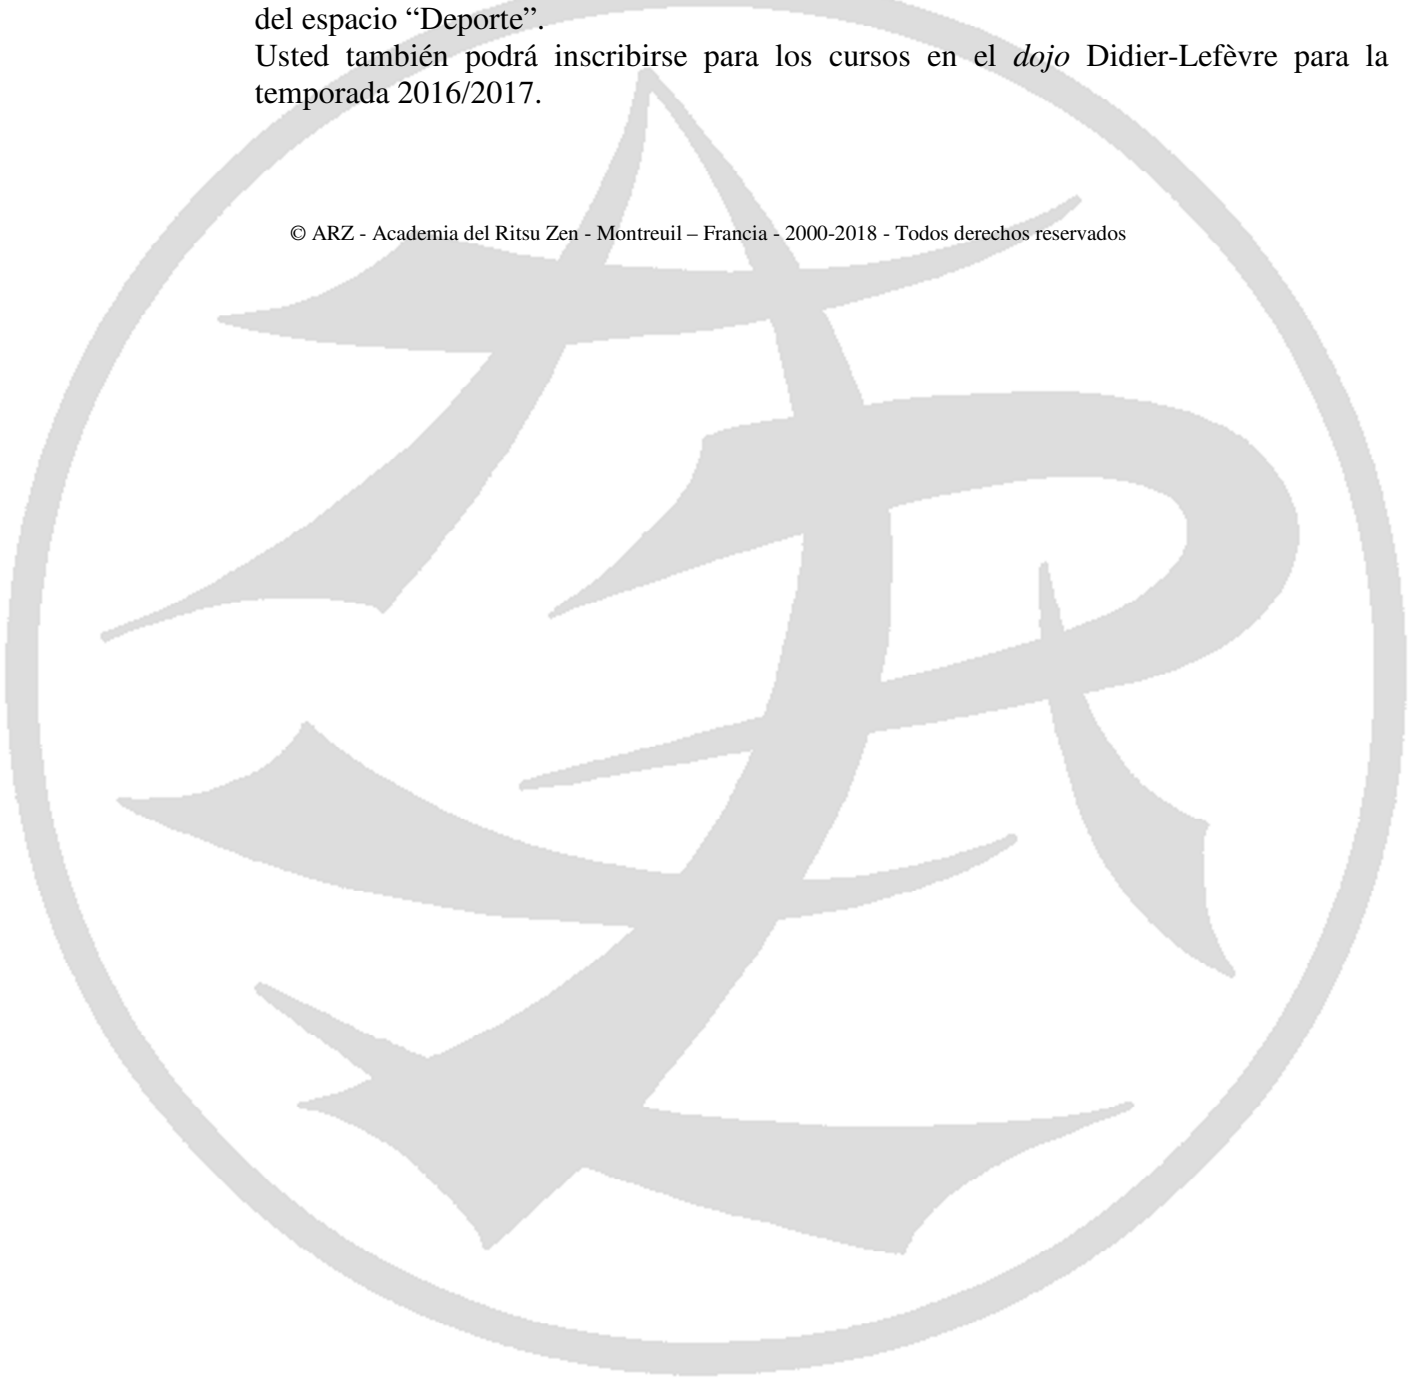 del espacio “Deporte”.
Usted también podrá inscribirse para los cursos en el dojo Didier-Lefèvre para la
temporada 2016/2017.
© ARZ - Academia del Ritsu Zen - Montreuil – Francia - 2000-2018 - Todos derechos reservados